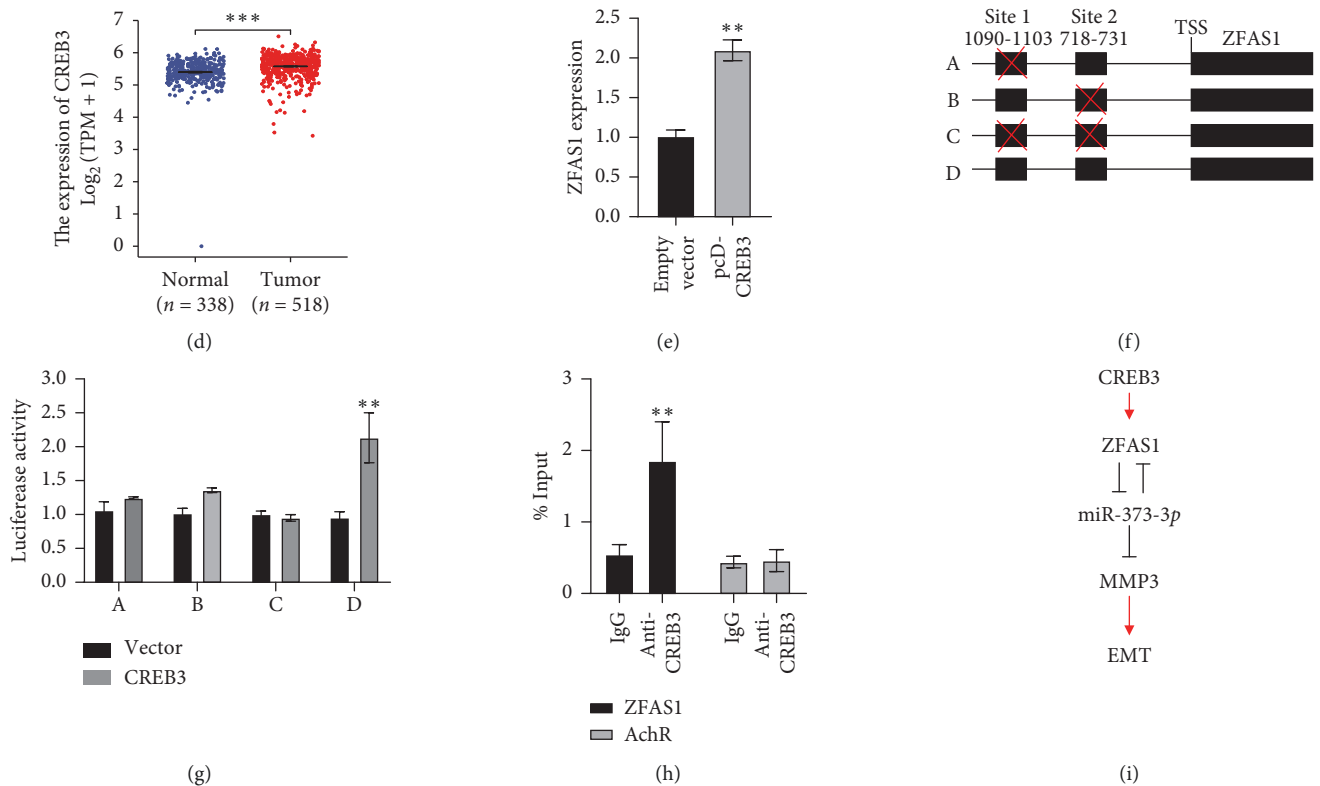 The expression of CREB3
Log2 (TPM + 1)
7
6
5
4
3
2
1
0
***
Normal
(n = 338)
Tumor
(n = 518)
(d)
ZFAS1 expression
2.5
2.0
1.5
1.0
0.5
0.0
**
Empty
vector
pcD-
CREB3
(e)
Site 1
1090-1103
Site 2
718-731
TSS
ZFAS1
A
B
C
D
(f)
Luciferase activity
3.0
2.5
2.0
1.5
1.0
0.5
0.0
**
A
B
C
D
Vector
CREB3
(g)
% Input
3
2
1
0
**
IgG
Anti-
CREB3
IgG
Anti-
CREB3
ZFAS1
AchR
(h)
CREB3
ZFAS1
miR-373-3p
MMP3
EMT
(i)